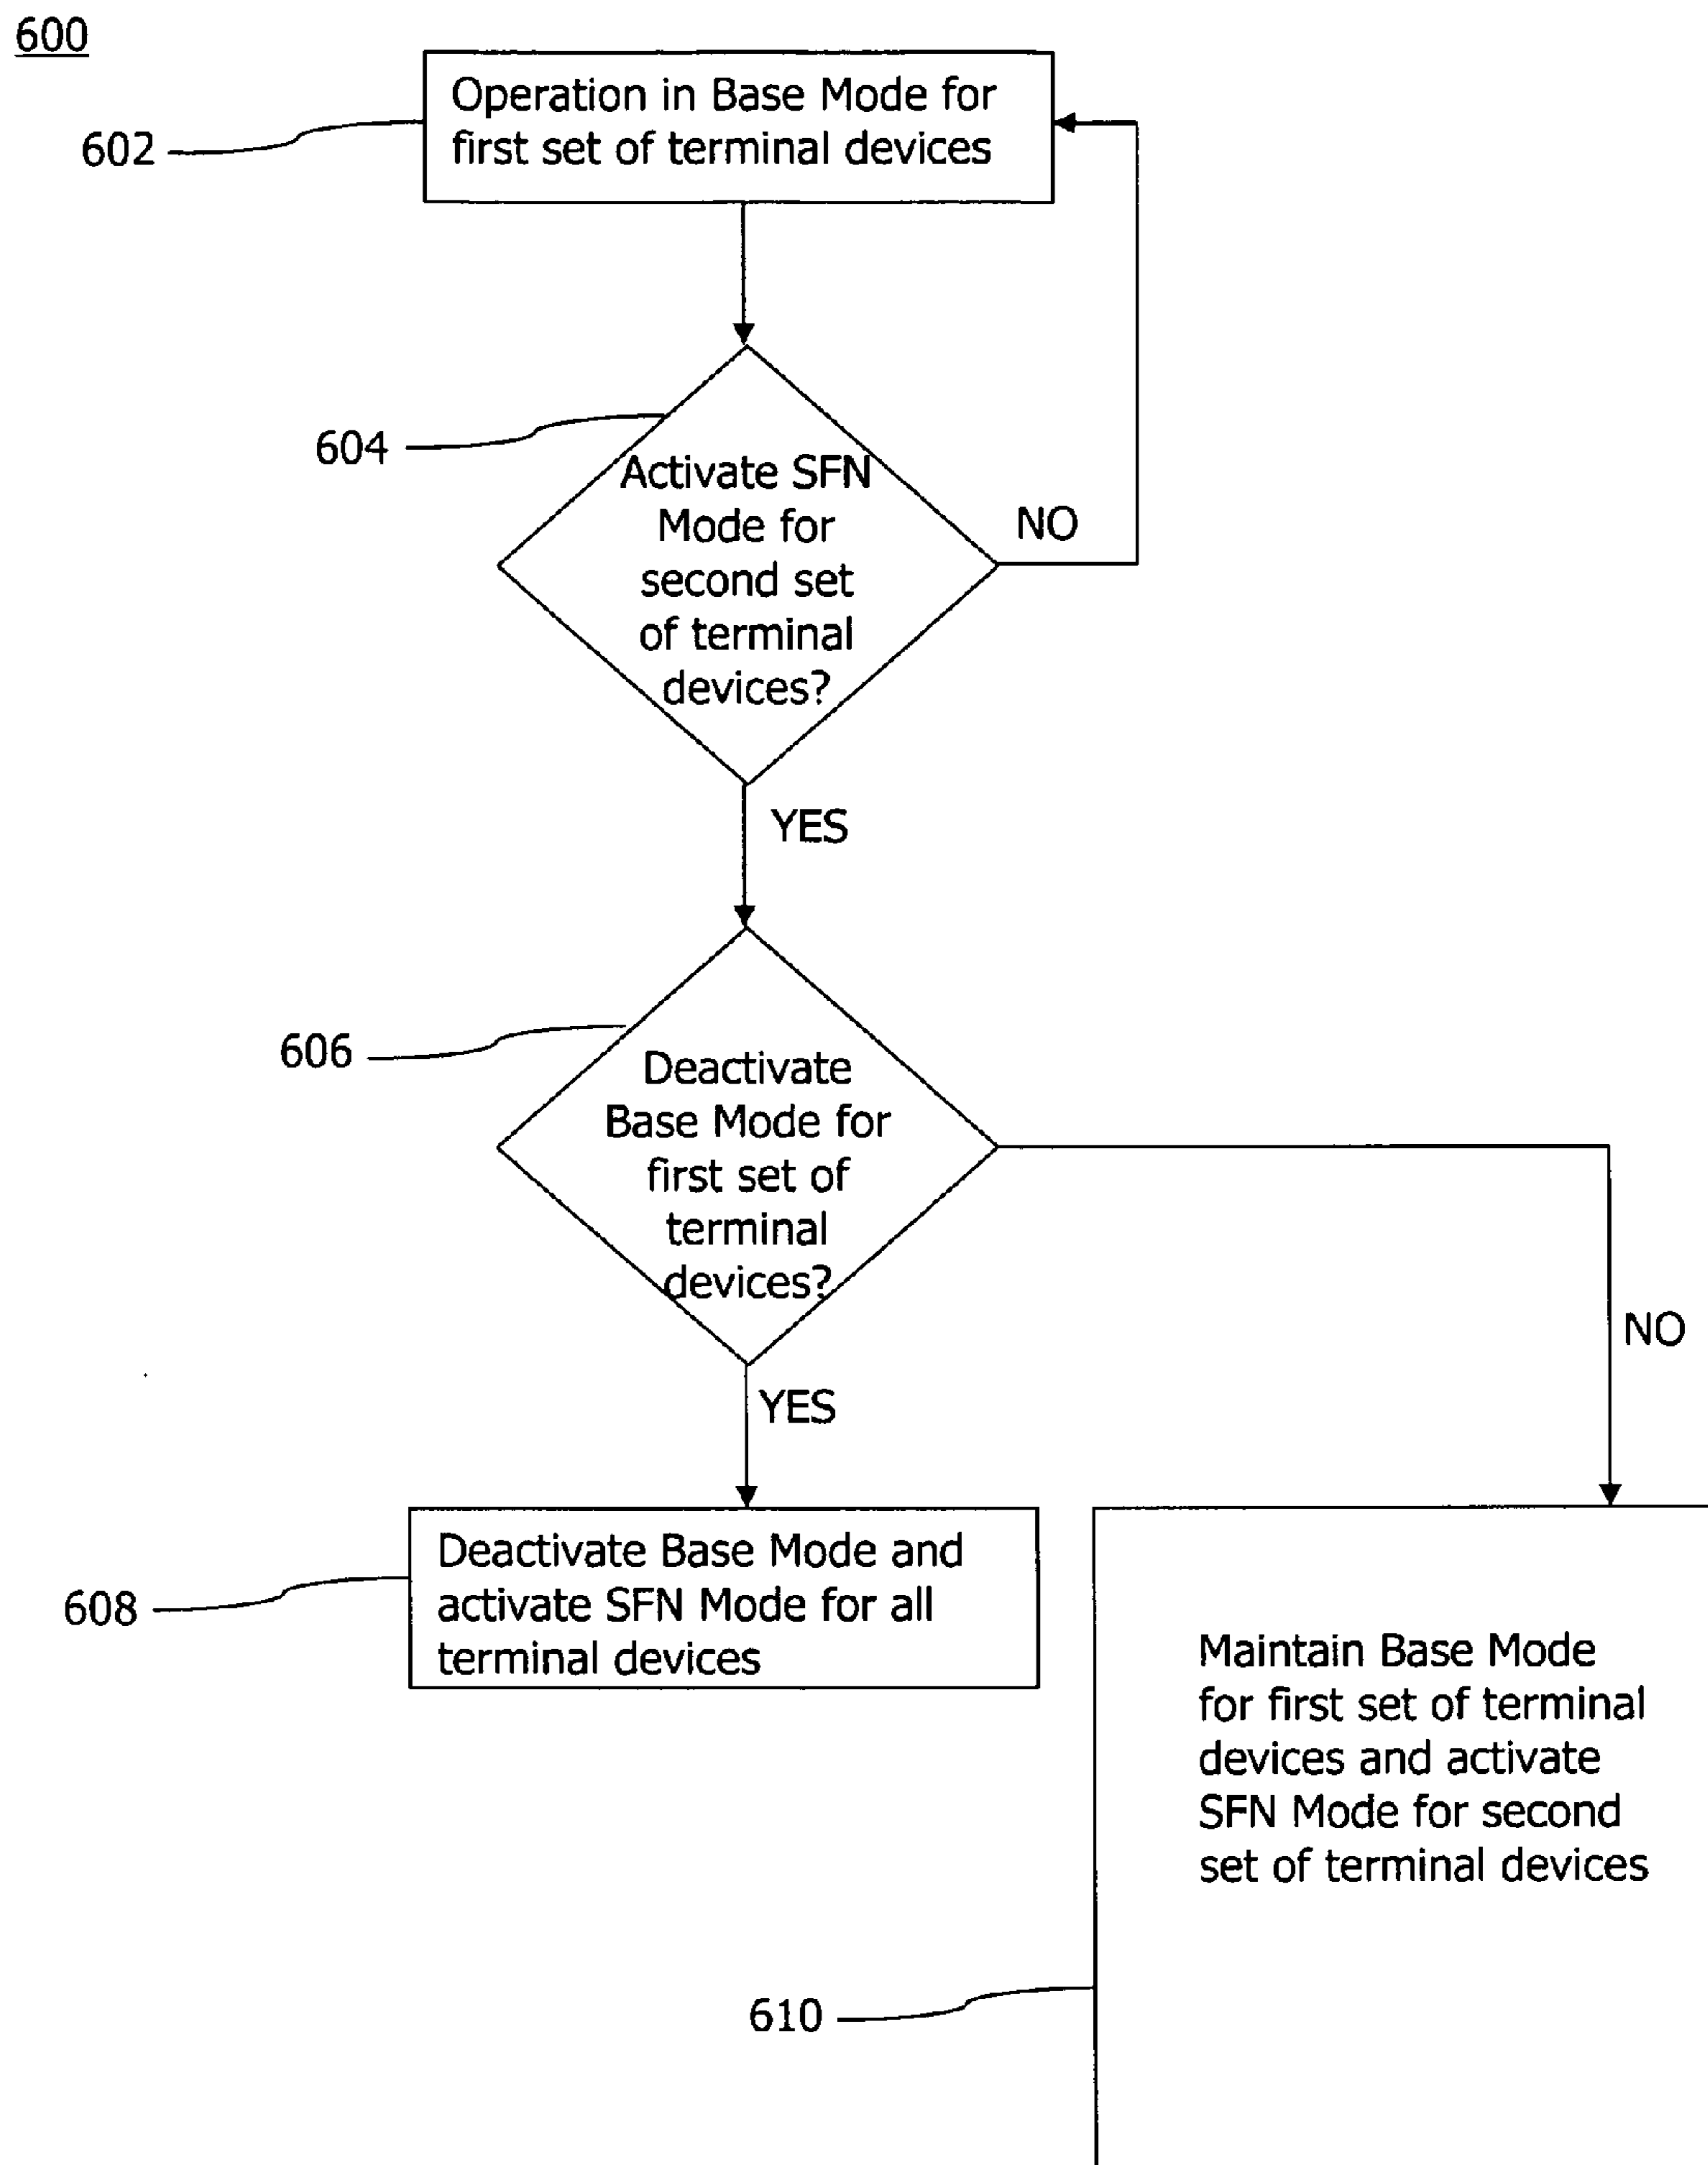 600
Operation in Base Mode for
first set of terminal devices
602
604
Activate SFN
Mode for
second set
of terminal
devices?
NO
YES
606
Deactivate
Base Mode for
first set of
terminal
devices?
NO
YES
608
Deactivate Base Mode and
activate SFN Mode for all
terminal devices
Maintain Base Mode
for first set of terminal
devices and activate
SFN Mode for second
set of terminal devices
610